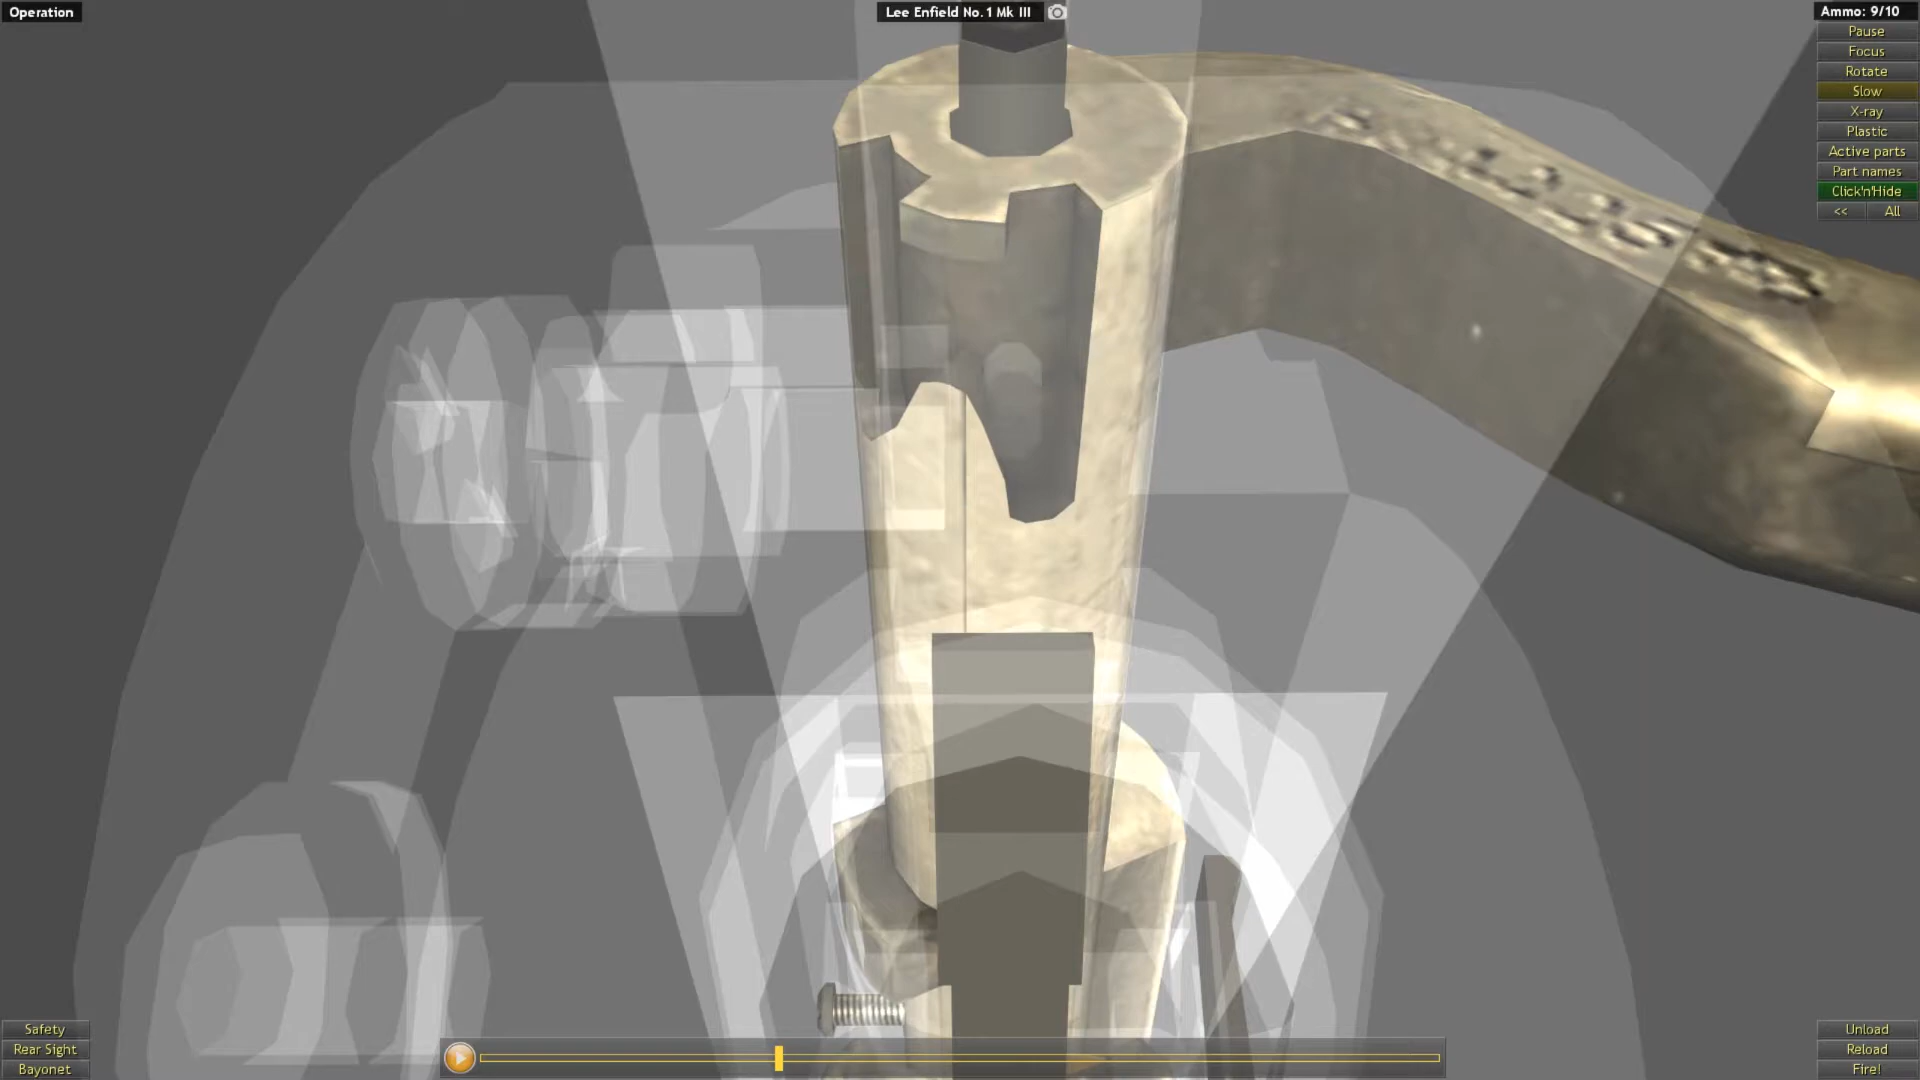 Operation
Lee Enfield No.1 Mk III
Ammo: 9/10
Pause
Focus
Rotate
Slow
X-ray
Plastic
Active parts
Part names
Click'n'Hide
<< All
Safety
Rear Sight
Bayonet
Unload
Reload
Fire!